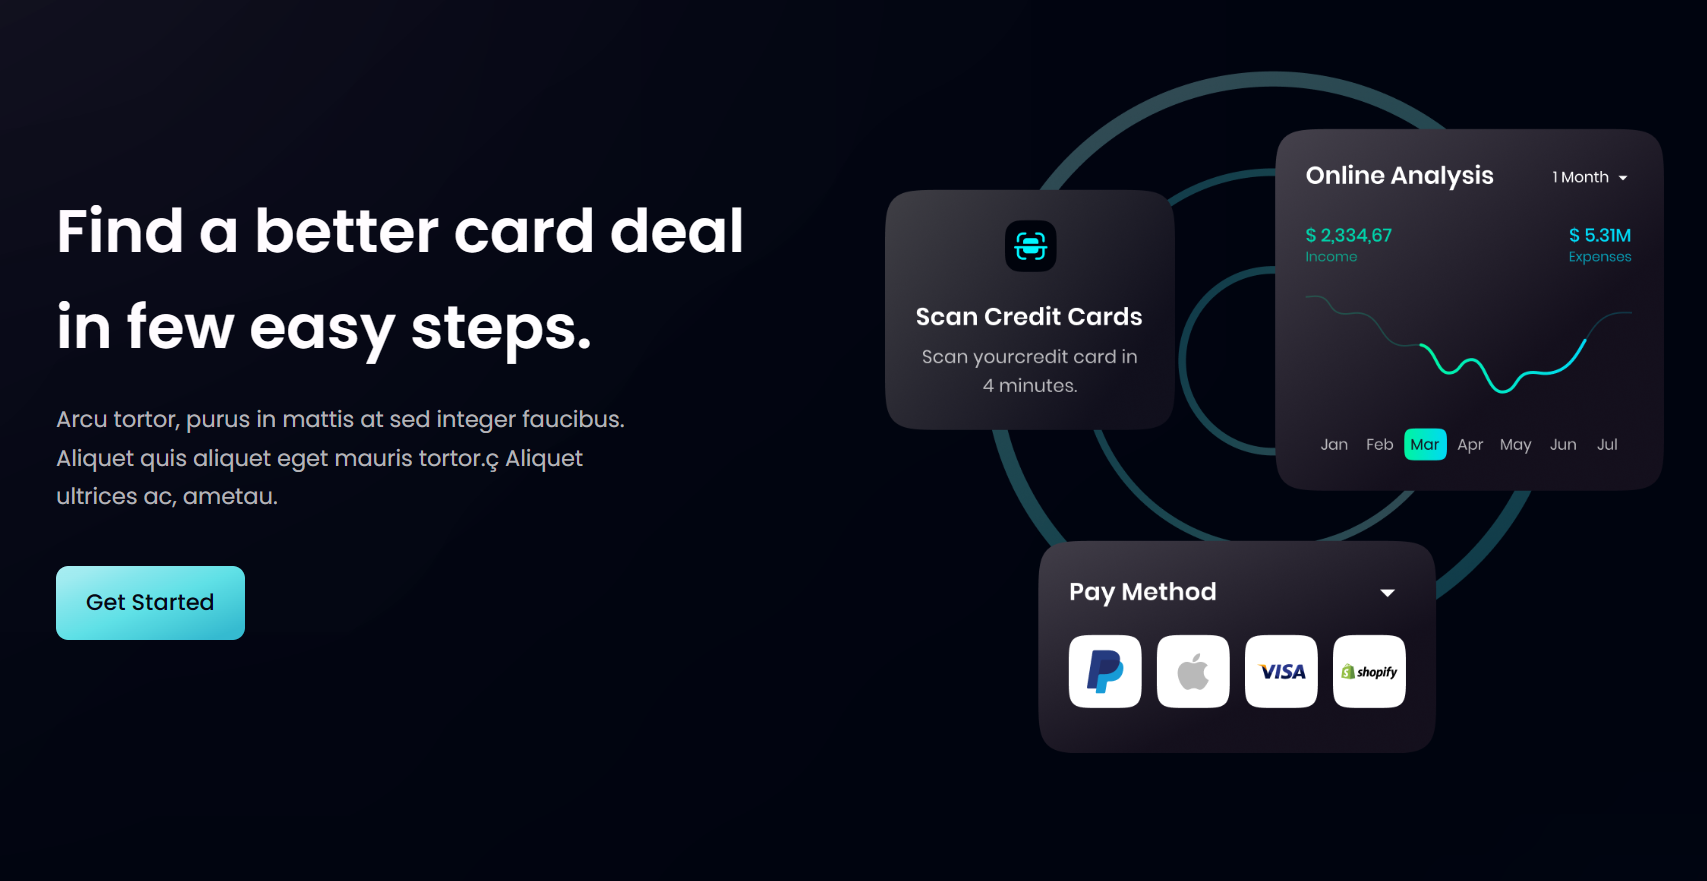 Find a better card deal
in few easy steps.
Arcu tortor, purus in mattis at sed integer faucibus.
Aliquet quis aliquet eget mauris tortor.ç Aliquet
ultrices ac, ametau.
Get Started
Scan Credit Cards
Scan yourcredit card in
4 minutes.
Online Analysis
1 Month
$ 2,334,67
$ 5.31M
Income
Expenses
Jan Feb Mar Apr May Jun Jul
Pay Method
VISA
shopify